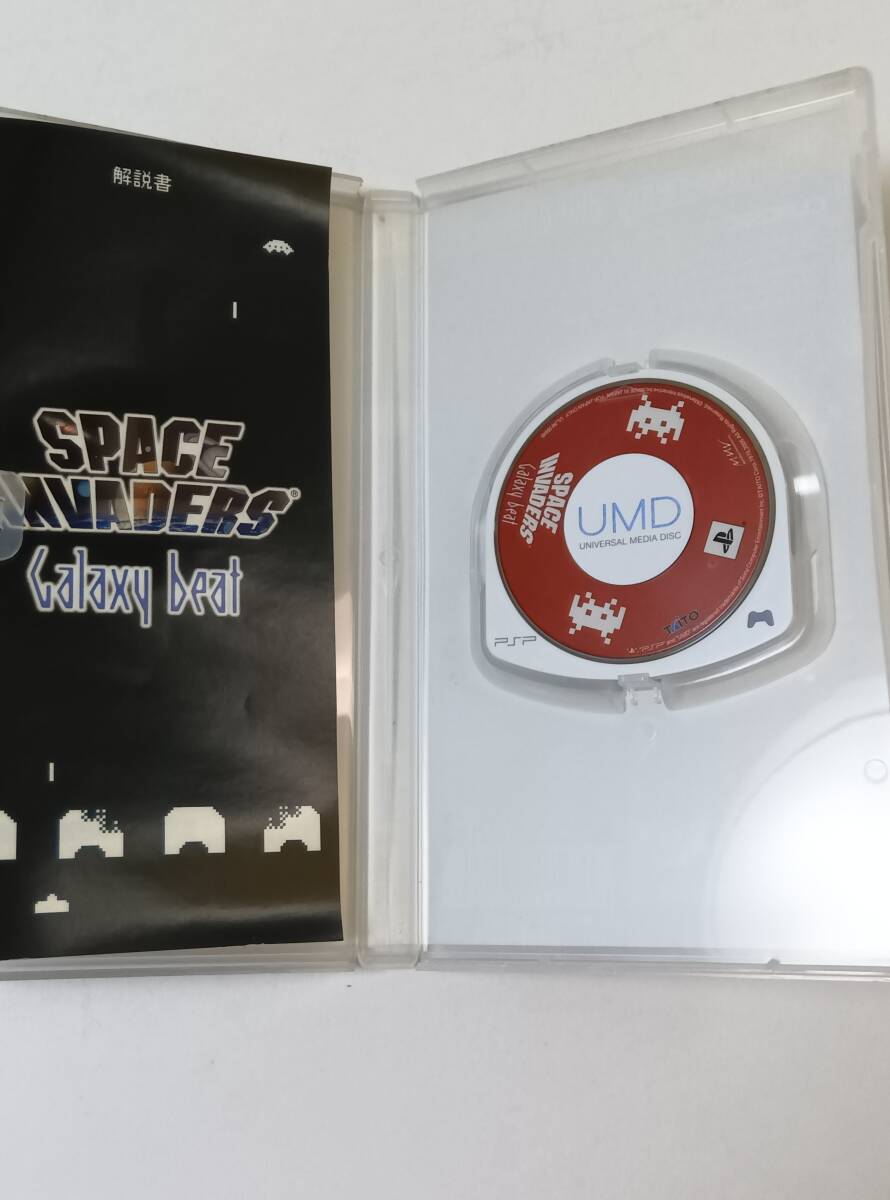 解説書
SPACE
INVADERS®
Galaxy beat
SPACE
INVADERS
Galaxy beat
UMD
UNIVERSAL MEDIA DISC
TAITO
PSP